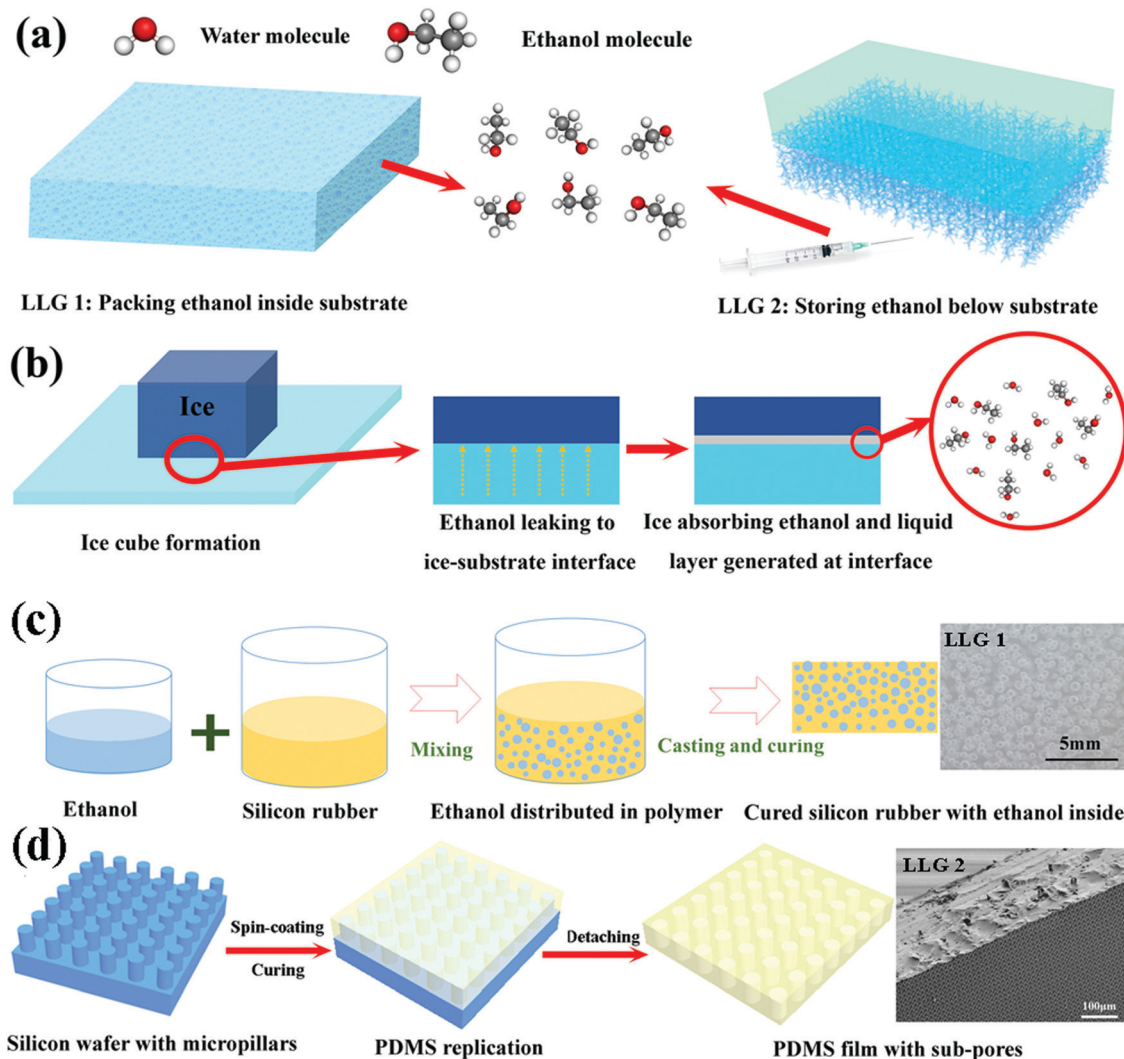 (a)
Water molecule
Ethanol molecule
LLG 1: Packing ethanol inside substrate
LLG 2: Storing ethanol below substrate
(b)
Ice
Ice cube formation
Ethanol leaking to
ice-substrate interface
Ice absorbing ethanol and liquid
layer generated at interface
(c)
Ethanol
+
Silicon rubber
Mixing
Ethanol distributed in polymer
Casting and curing
LLG 1
5mm
Cured silicon rubber with ethanol inside
(d)
Silicon wafer with micropillars
Spin-coating
Curing
PDMS replication
Detaching
PDMS film with sub-pores
LLG 2
100μm